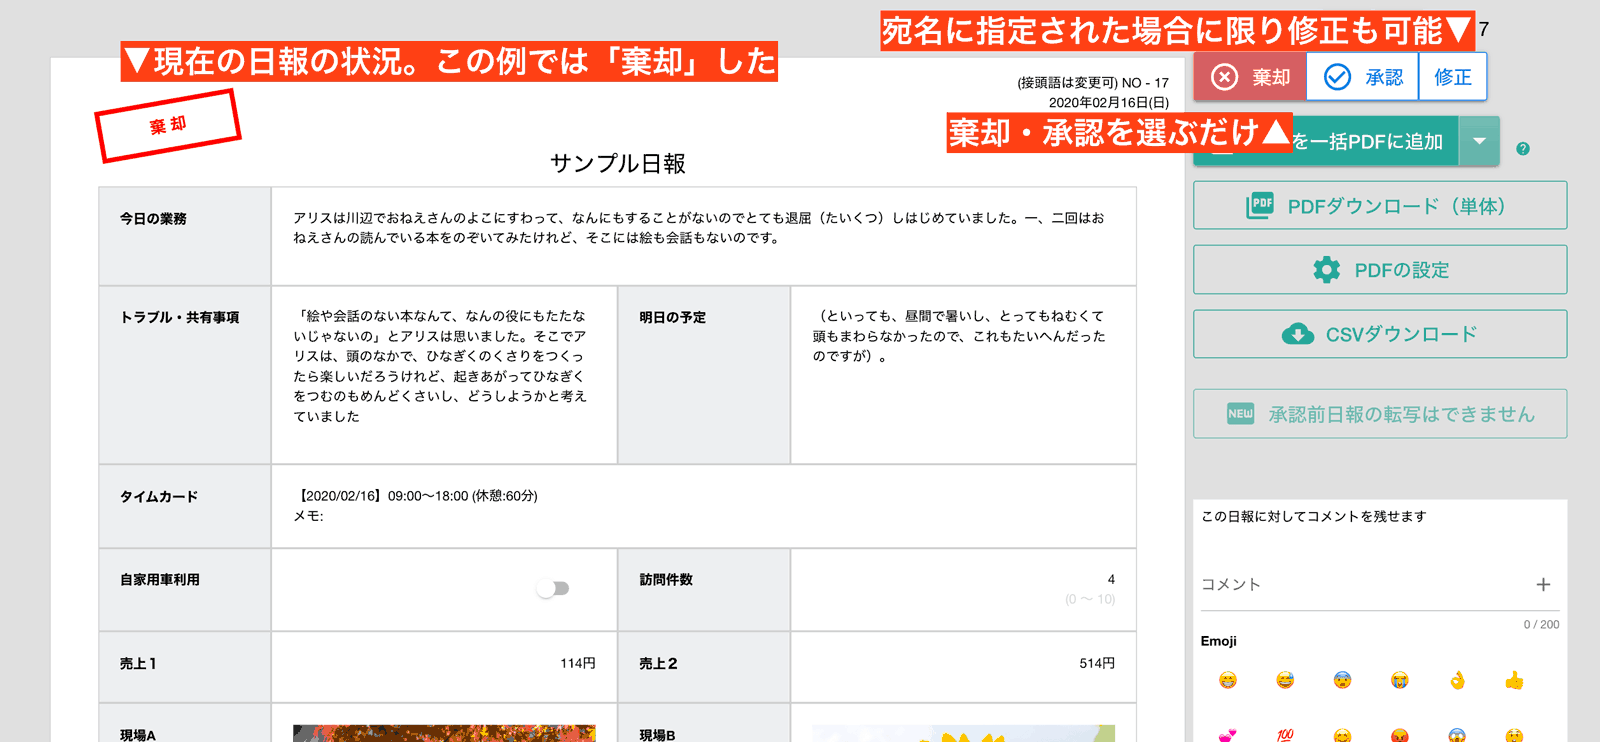 宛名に指定された場合に限り修正も可能▼
7
▼現在の日報の状況。この例では「棄却」した
棄却
承認
修正
(接頭語は変更可) NO - 17
2020年02月16日(日)
棄却
棄却・承認を選ぶだけ▲
を一括PDFに追加
?
サンプル日報
今日の業務
アリスは川辺でおねえさんのよこにすわって、なんにもすることがないのでとても退屈（たいくつ）しはじめていました。一、二回はお
ねえさんの読んでいる本をのぞいてみたけれど、そこには絵も会話もないのです。
トラブル・共有事項
「絵や会話のない本なんて、なんの役にもたたな
いじゃないの」とアリスは思いました。そこでア
リスは、頭のなかで、ひなぎくのくさりをつくっ
たら楽しいだろうけれど、起きあがってひなぎく
をつむのもめんどくさいし、どうしようかと考え
ていました
明日の予定
（といっても、昼間で暑いし、とってもねむくて
頭もまわらなかったので、これもたいへんだった
のですが）。
タイムカード
【2020/02/16】09:00〜18:00 (休憩:60分)
メモ:
自家用車利用
訪問件数
4
(0 〜 10)
売上１
114円
売上２
514円
現場A
現場B
PDF
PDFダウンロード（単体）
PDFの設定
CSVダウンロード
NEW
承認前日報の転写はできません
この日報に対してコメントを残せます
コメント
0 / 200
Emoji
100